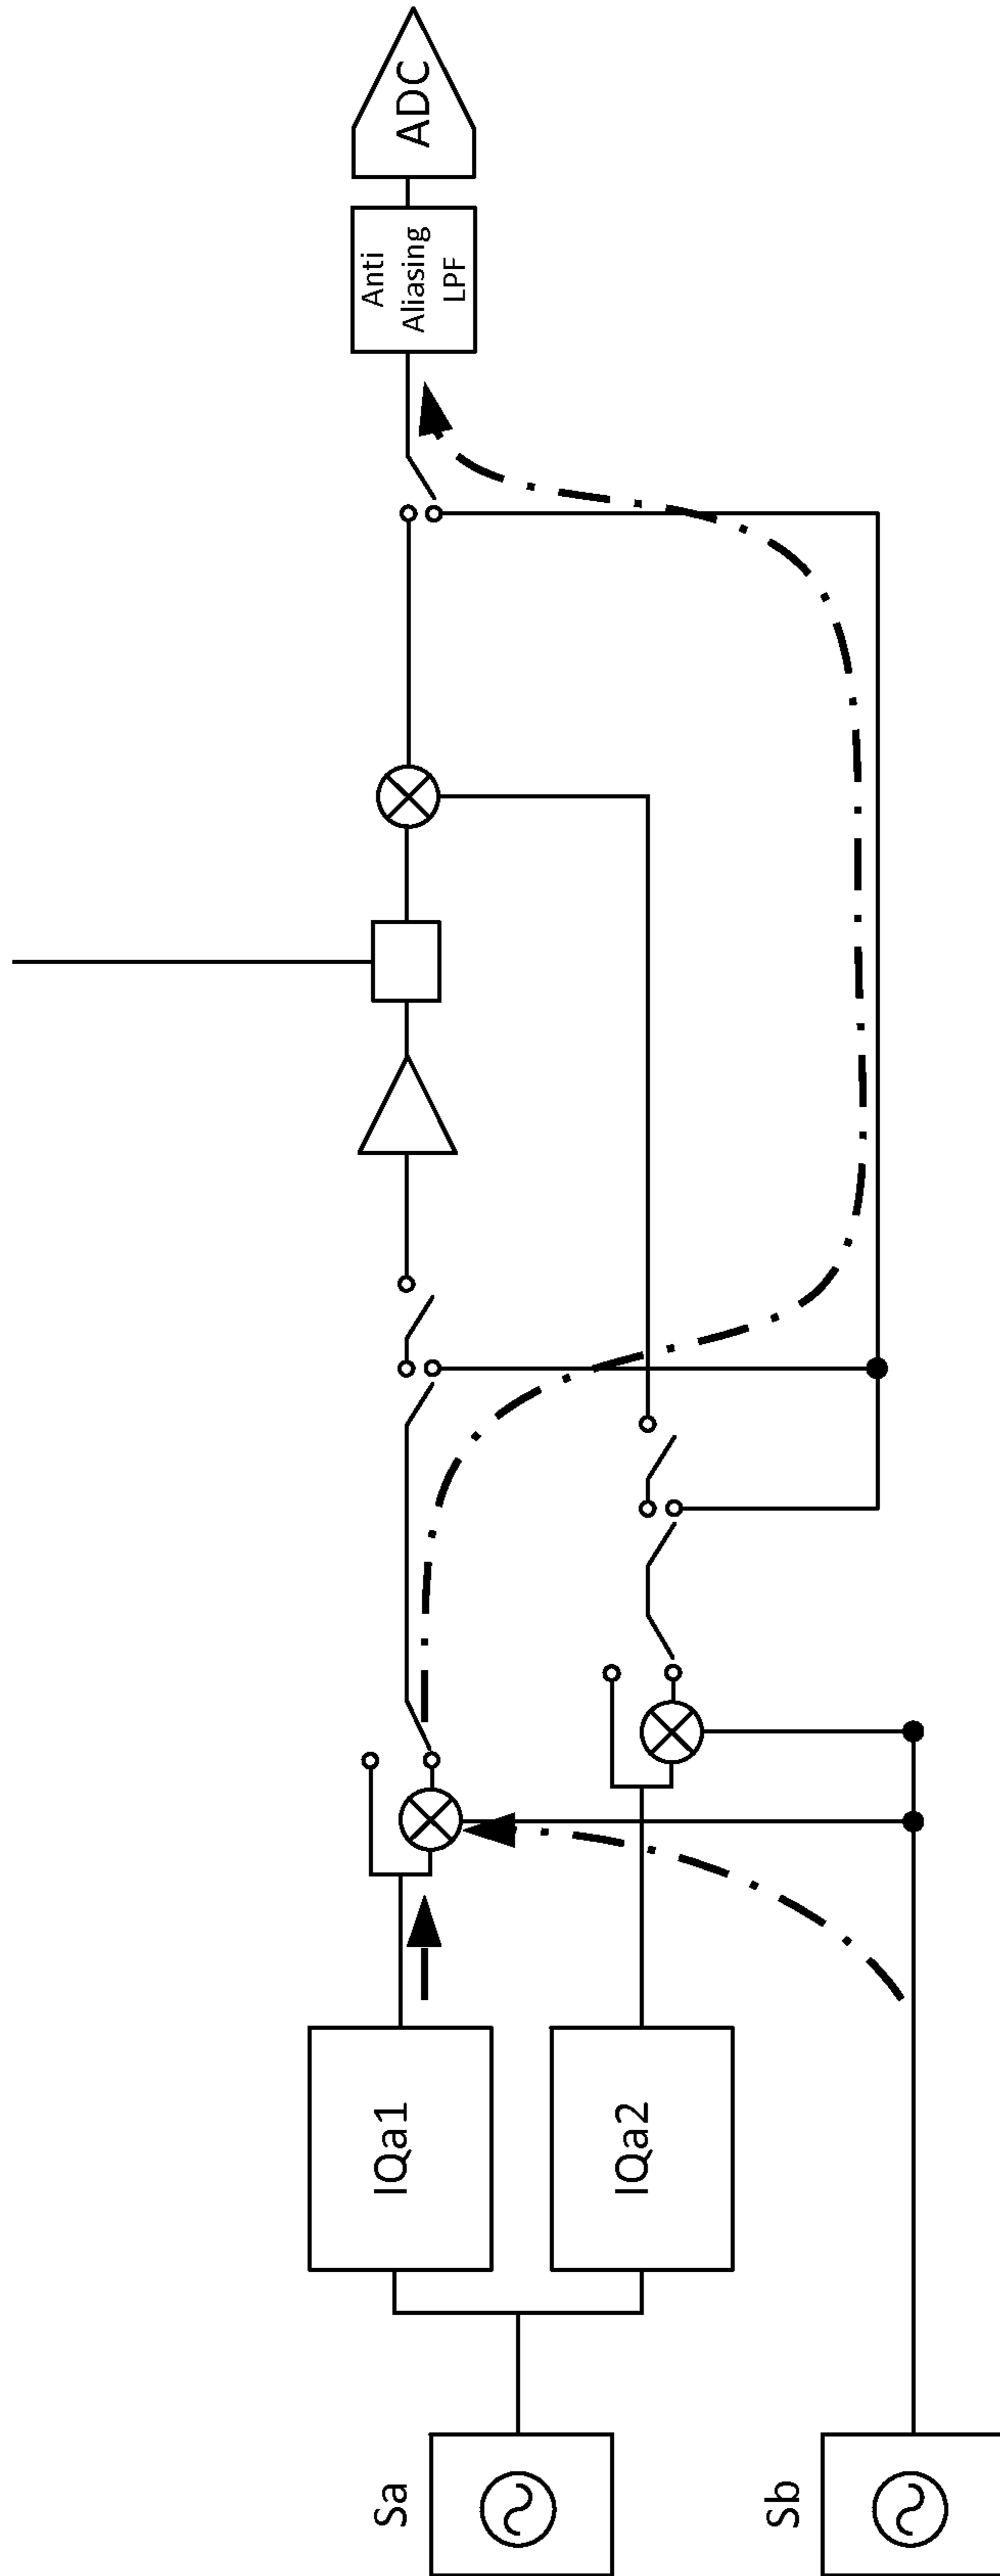 Sa
Sb
IQa1
IQa2
Anti
Aliasing
LPF
ADC